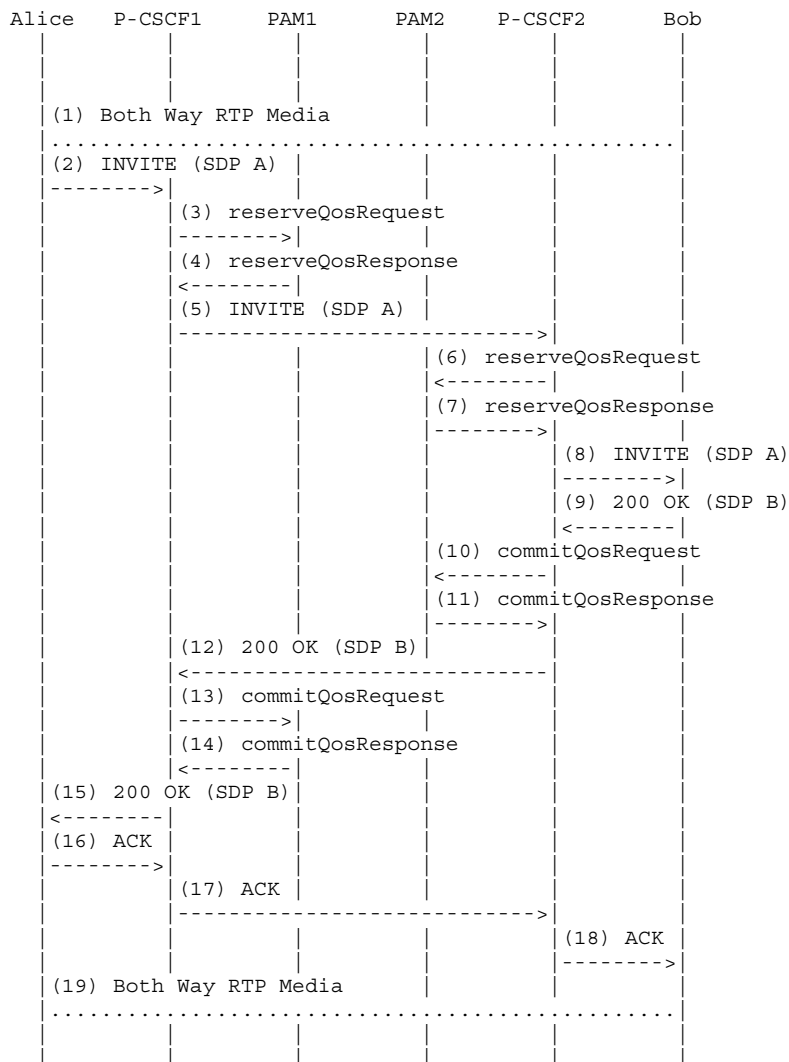 Alice P-CSCF1 PAM1 PAM2 P-CSCF2 Bob
(1) Both Way RTP Media
(2) INVITE (SDP A)
(3) reserveQosRequest
(4) reserveQosResponse
(5) INVITE (SDP A)
(6) reserveQosRequest
(7) reserveQosResponse
(8) INVITE (SDP A)
(9) 200 OK (SDP B)
(10) commitQosRequest
(11) commitQosResponse
(12) 200 OK (SDP B)
(13) commitQosRequest
(14) commitQosResponse
(15) 200 OK (SDP B)
(16) ACK
(17) ACK
(18) ACK
(19) Both Way RTP Media